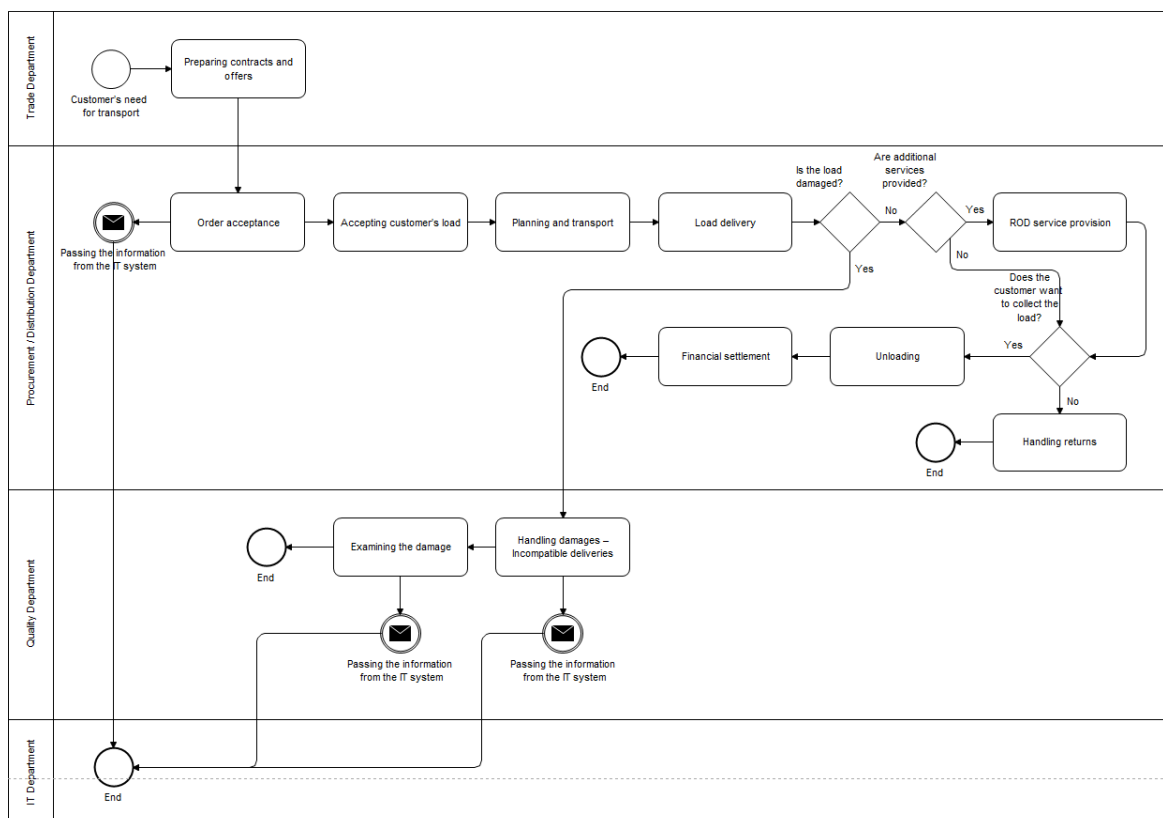 Trade Department
Preparing contracts and
offers
Customer's need
for transport
Procurement / Distribution Department
Is the load
damaged?
Are additional
services
provided?
Order acceptance
Accepting customer's load
Planning and transport
Load delivery
No
Yes
ROD service provision
Passing the information
from the IT system
Yes
No
Does the
customer want
to collect the
load?
End
Financial settlement
Unloading
Yes
No
Handling returns
End
Quality Department
Examining the damage
Handling damages –
Incompatible deliveries
End
Passing the information
from the IT system
Passing the information
from the IT system
IT Department
End